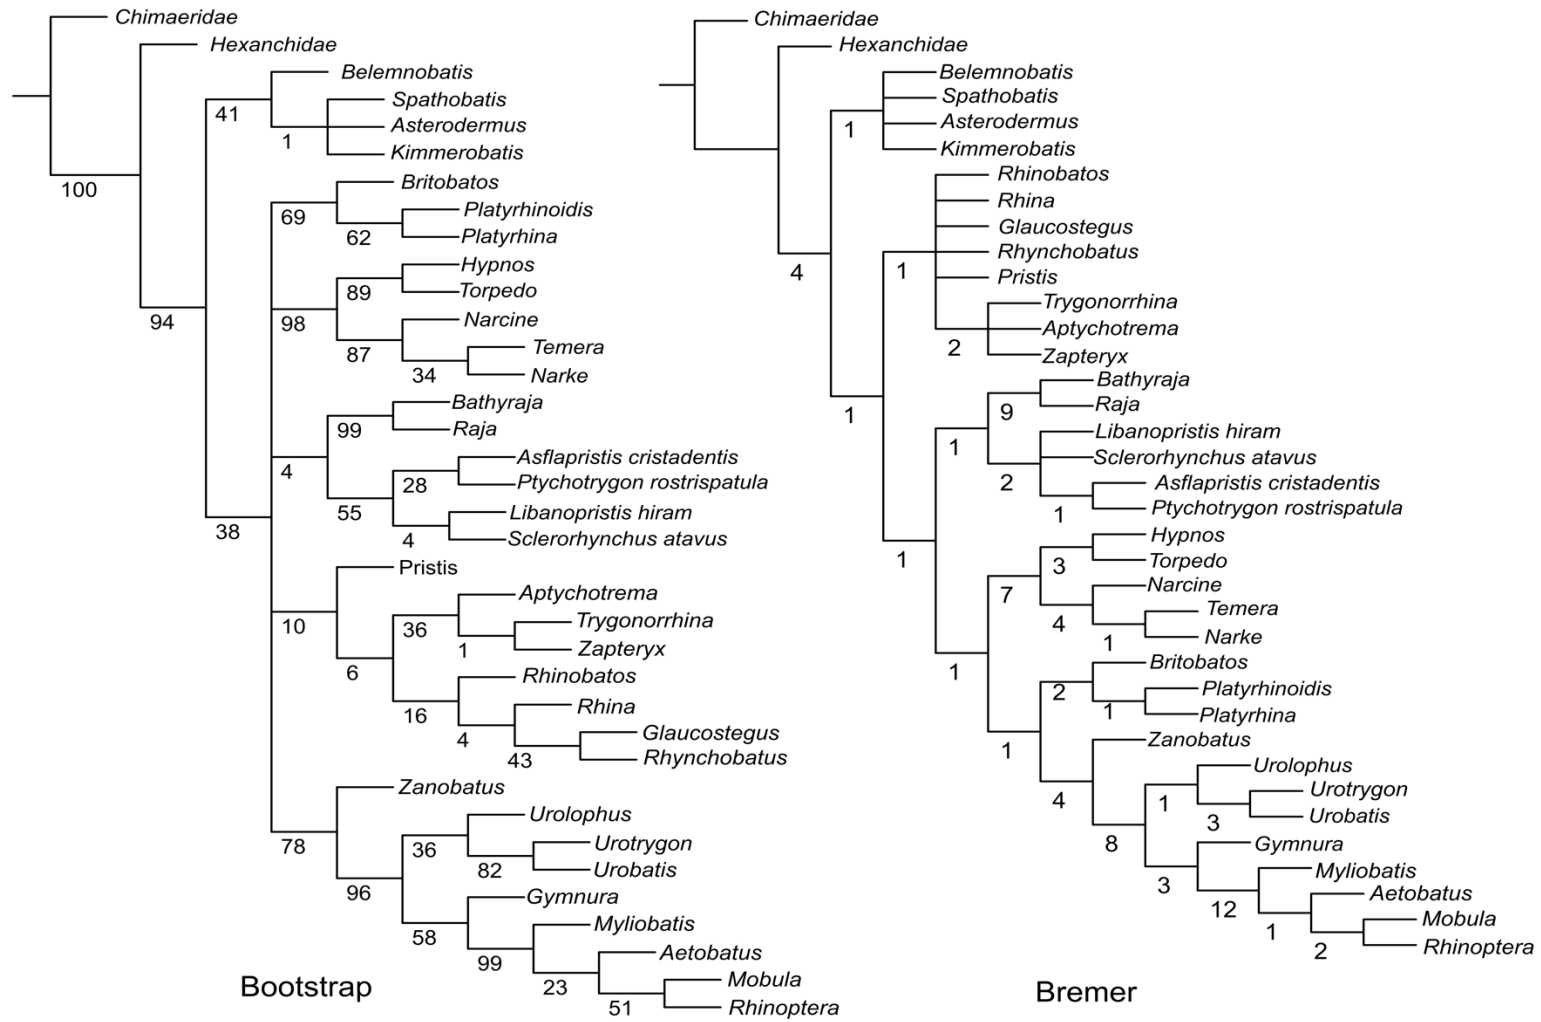 Chimaeridae
Hexanchidae
Belemnobatis
41
Spathobatis
Asterodermus
1
Kimmerobatis
100
Britobatos
69
Platyrhinoidis
62
Platyrhina
Hypnos
89
Torpedo
94
98
Narcine
87
Temera
34
Narke
Bathyraja
99
Raja
4
Asflapristis cristadentis
28
Ptychotrygon rostrispatula
55
Libanopristis hiram
38
4
Sclerorhynchus atavus
Pristis
10
Aptychotrema
36
Trygonorrhina
1
Zapteryx
6
Rhinobatos
16
Rhina
4
Glaucostegus
43
Rhynchobatus
Zanobatus
78
Urolophus
36
Urotrygon
82
Urobatis
96
Gymnura
58
Myliobatis
99
Aetobatus
23
Mobula
51
Rhinoptera
Bootstrap
Chimaeridae
Hexanchidae
Belemnobatis
Spathobatis
1
Asterodermus
Kimmerobatis
Rhinobatos
Rhina
Glaucostegus
4
1
Rhynchobatus
Pristis
Trygonorrhina
Aptychotrema
2
Zapteryx
Bathyraja
1
9
Raja
1
Libanopristis hiram
Sclerorhynchus atavus
2
Asflapristis cristadentis
1
Ptychotrygon rostrispatula
1
Hypnos
3
Torpedo
7
Narcine
4
Temera
1
Narke
1
Britobatos
2
Platyrhinoidis
1
Platyrhina
1
Zanobatus
4
Urolophus
1
Urotrygon
3
Urobatis
8
Gymnura
3
Myliobatis
12
Aetobatus
1
Mobula
2
Rhinoptera
Bremer